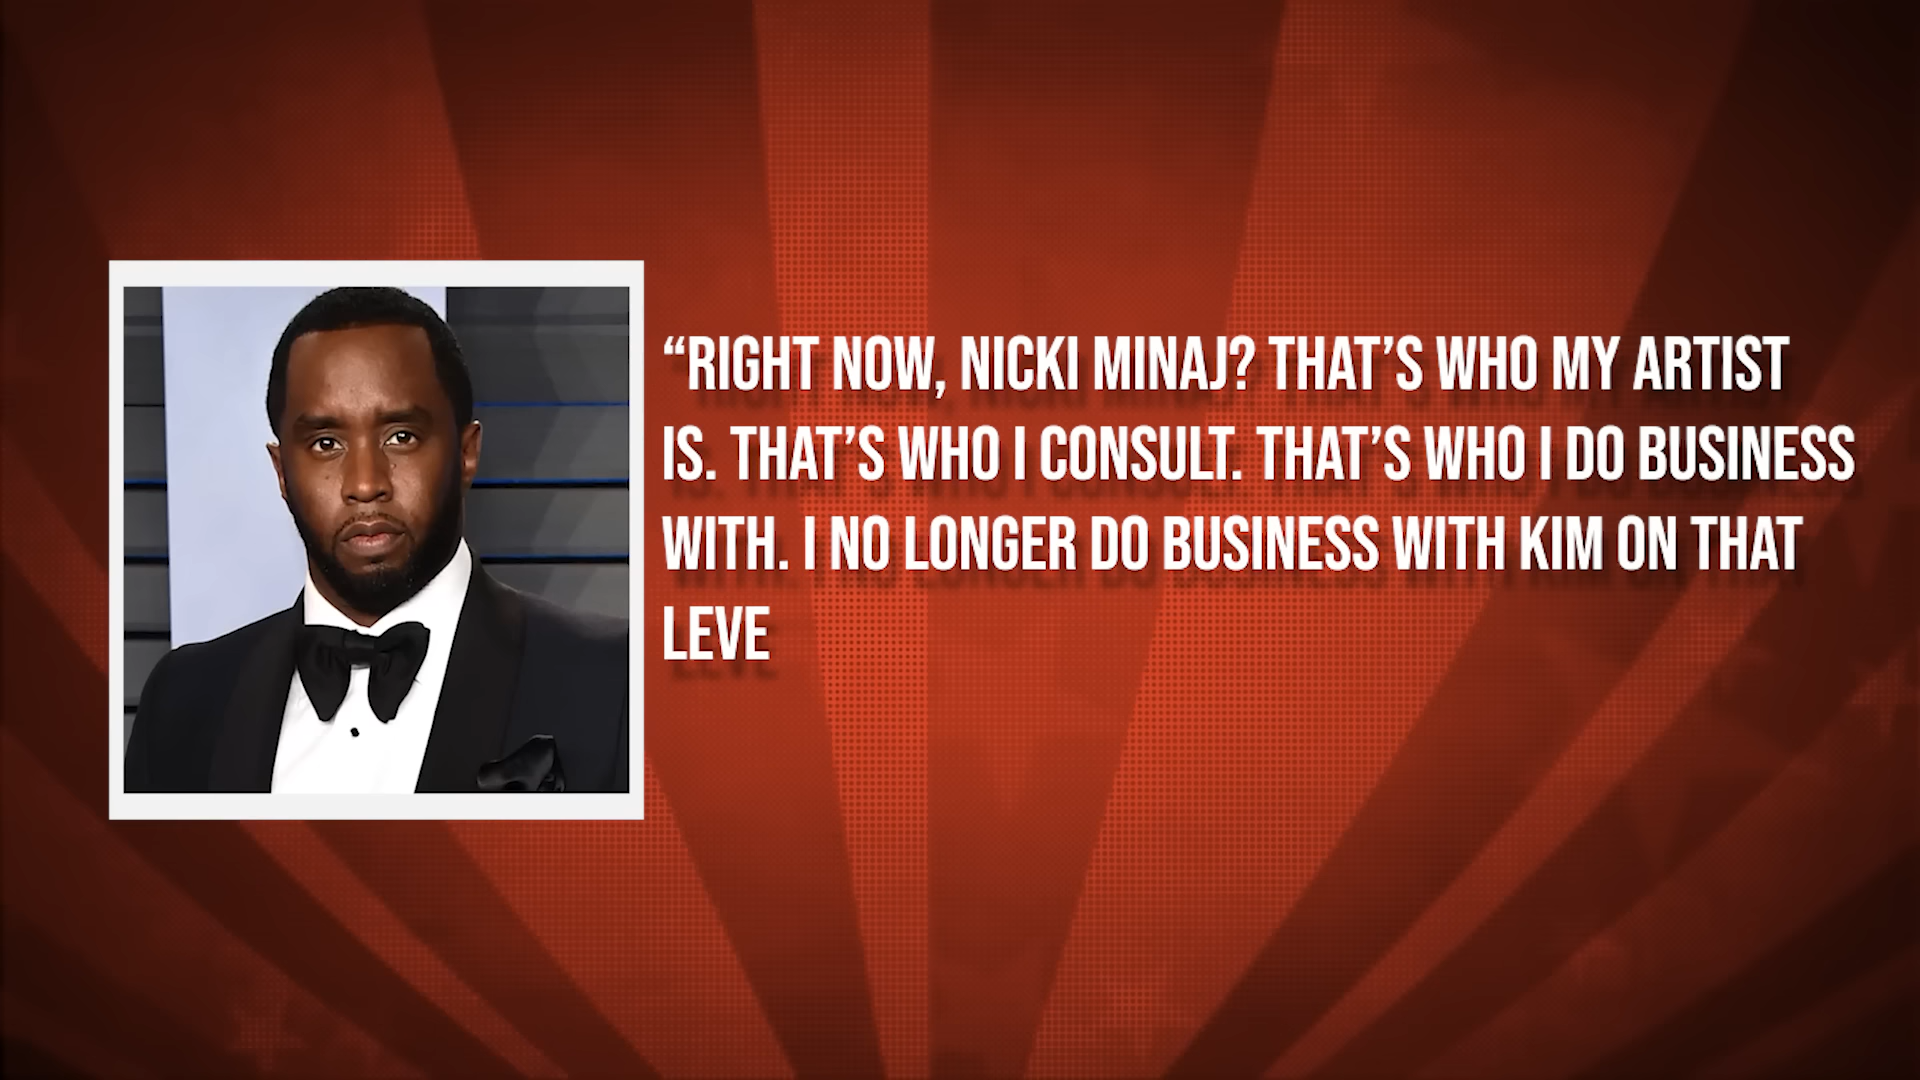 “RIGHT NOW, NICKI MINAJ? THAT’S WHO MY ARTIST
IS. THAT’S WHO I CONSULT. THAT’S WHO I DO BUSINESS
WITH. I NO LONGER DO BUSINESS WITH KIM ON THAT
LEVE